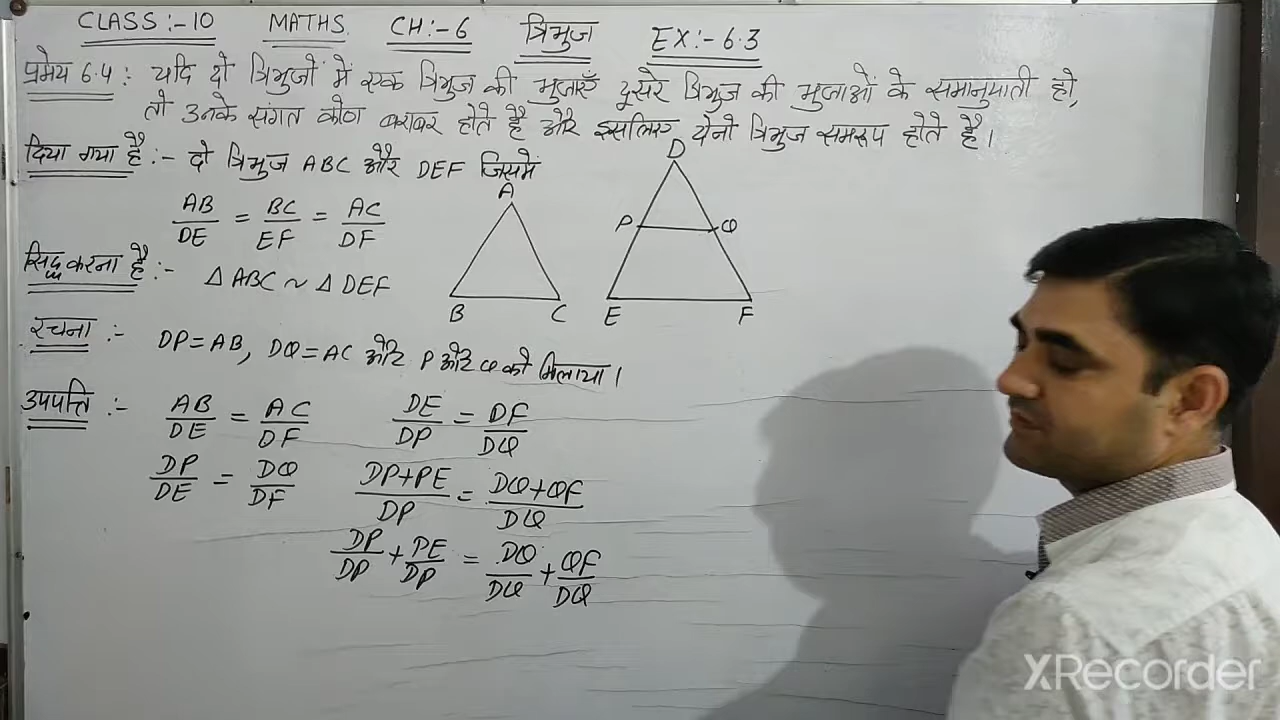 CLASS:-10 MATHS. CH:-6 त्रिभुज EX:-6.3
प्रमेय 6.4: यदि दो त्रिभुजों में एक त्रिभुज की भुजाएँ दूसरे त्रिभुज की भुजाओं के समानुपाती हो,
तो उनके संगत कोण बराबर होते है और इसलिए दोनो त्रिभुज समरूप होते है।
दिया गया है:- दो त्रिभुज ABC और DEF जिसमें
AB/DE = BC/EF = AC/DF
A
B C
D
P Q
E F
सिद्ध करना है:- Δ ABC ~ Δ DEF
रचना:- DP=AB, DQ=AC और P और Q को मिलाया।
उपपत्ति:- AB/DE = AC/DF DE/DP = DF/DQ
DP/DE = DQ/DF DP+PE/DP = DQ+QF/DQ
DP/DP + PE/DP = DQ/DQ + QF/DQ
XRecorder